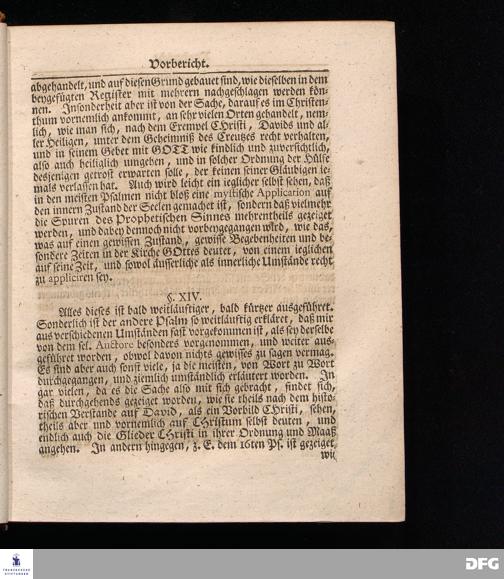 Vorbericht.
abgehandelt, und auf diesen Grund gebauet sind, wie dieselben in dem
beygefügten Register mit mehrern nachgeschlagen werden kön-
nen. Insonderheit aber ist von der Sache, darauf es im Christen-
thum vornemlich ankommt, an sehr vielen Orten gehandelt, nem-
lich, wie man sich, nach dem Exempel CHristi, Davids und al-
ler Heiligen, unter dem Geheimniß des Creutzes recht verhalten,
und in seinem Gebet mit GOTT wie kindlich und zuversichtlich,
also auch heiliglich umgehen, und in solcher Ordnung der Hülfe
desjenigen getrost erwarten solle, der keinen seiner Gläubigen ie-
mals verlassen hat. Auch wird leicht ein ieglicher selbst sehen, daß
in den meisten Psalmen nicht bloß eine mystische Application auf
den innern Zustand der Seelen gemachet ist, sondern daß vielmehr
die Spuren des Prophetischen Sinnes mehrentheils gezeiget
werden, und dabey dennoch nicht vorbeygegangen wird, wie das,
was auf einen gewissen Zustand, gewisse Begebenheiten und be-
sondere Zeiten in der Kirche GOttes deutet, von einem ieglichen
auf seine Zeit, und sowol äusserliche als innerliche Umstände recht
zu appliciren sey.
§. XIV.
Alles dieses ist bald weitläuftiger, bald kürtzer ausgeführet.
Sonderlich ist der andere Psalm so weitläuftig erkläret, daß mir
aus verschiedenen Umständen fast vorgekommen ist, als sey derselbe
von dem sel. Auctore besonders vorgenommen, und weiter aus-
geführet worden, obwol davon nichts gewisses zu sagen vermag.
Es sind aber auch sonst viele, ja die meisten, von Wort zu Wort
durchgegangen, und ziemlich umständlich erläutert worden. In
gar vielen, da es die Sache also mit sich gebracht, findet sich,
daß durchgehends gezeiget worden, wie sie theils nach dem histo-
rischen Verstande auf David, als ein Vorbild CHristi, sehen,
theils aber und vornemlich auf CHristum selbst deuten, und
endlich auch die Glieder CHristi in ihrer Ordnung und Maaß
angehen. In andern hingegen, z. E. dem 16ten Ps. ist gezeiget,
wie
FRANCKESCHE STIFTUNGEN
DFG